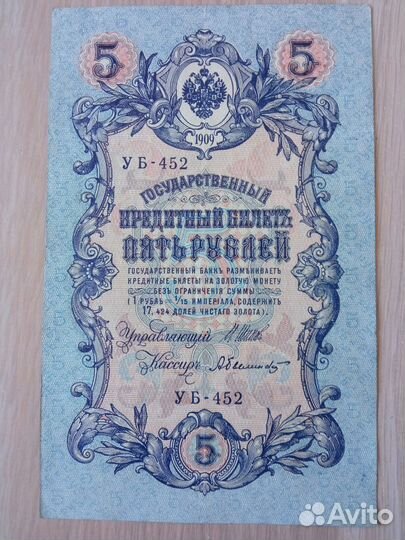 5 5
1909
УБ-452
ГОСУДАРСТВЕННЫЙ
КРЕДИТНЫЙ БИЛЕТЪ
ПЯТЬ РУБЛЕЙ
ГОСУДАРСТВЕННЫЙ БАНКЪ РАЗМѢНИВАЕТЪ
КРЕДИТНЫЕ БИЛЕТЫ НА ЗОЛОТУЮ МОНЕТУ
БЕЗЪ ОГРАНИЧЕНІЯ СУММЫ
(1 РУБЛЬ = 1/15 ИМПЕРІАЛА, СОДЕРЖИТЪ
17,424 ДОЛЕЙ ЧИСТАГО ЗОЛОТА).
Управляющій
Кассиръ
УБ-452
5
Avito